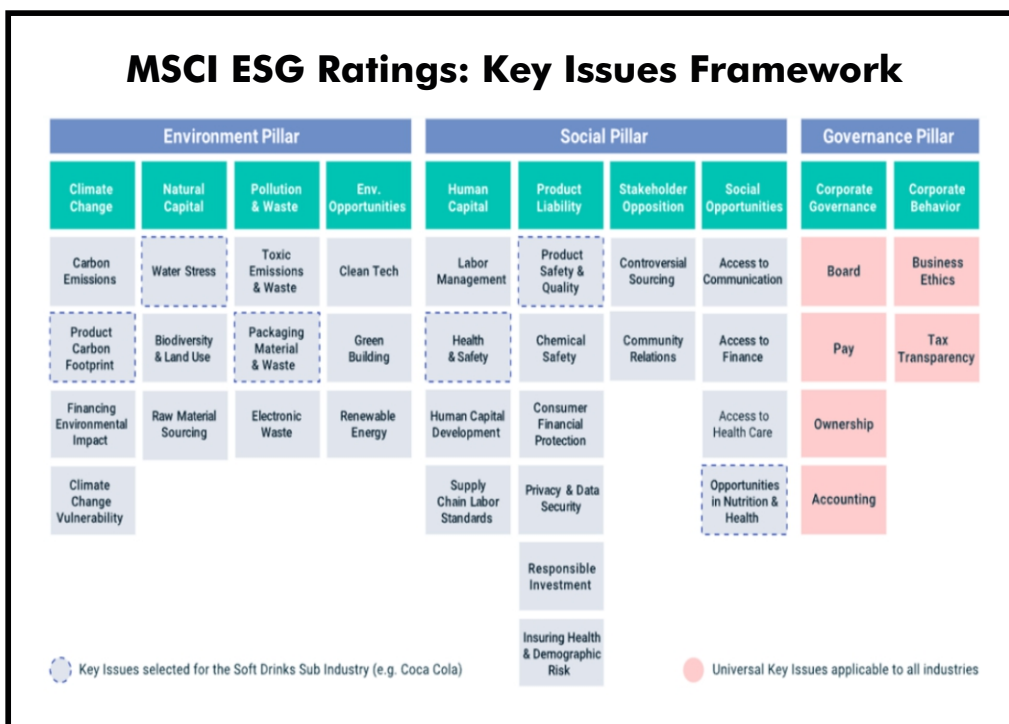 MSCI ESG Ratings: Key Issues Framework
Environment Pillar
Social Pillar
Governance Pillar
Climate
Change
Natural
Capital
Pollution
& Waste
Env.
Opportunities
Human
Capital
Product
Liability
Stakeholder
Opposition
Social
Opportunities
Corporate
Governance
Corporate
Behavior
Carbon
Emissions
Water Stress
Toxic
Emissions
& Waste
Clean Tech
Labor
Management
Product
Safety &
Quality
Controversial
Sourcing
Access to
Communication
Board
Business
Ethics
Product
Carbon
Footprint
Biodiversity
& Land Use
Packaging
Material
& Waste
Green
Building
Health
& Safety
Chemical
Safety
Community
Relations
Access to
Finance
Pay
Tax
Transparency
Financing
Environmental
Impact
Raw Material
Sourcing
Electronic
Waste
Renewable
Energy
Human Capital
Development
Consumer
Financial
Protection
Access to
Health Care
Ownership
Climate
Change
Vulnerability
Supply
Chain Labor
Standards
Privacy & Data
Security
Opportunities
in Nutrition &
Health
Accounting
Responsible
Investment
Insuring Health
& Demographic
Risk
Key Issues selected for the Soft Drinks Sub Industry (e.g. Coca Cola)
Universal Key Issues applicable to all industries